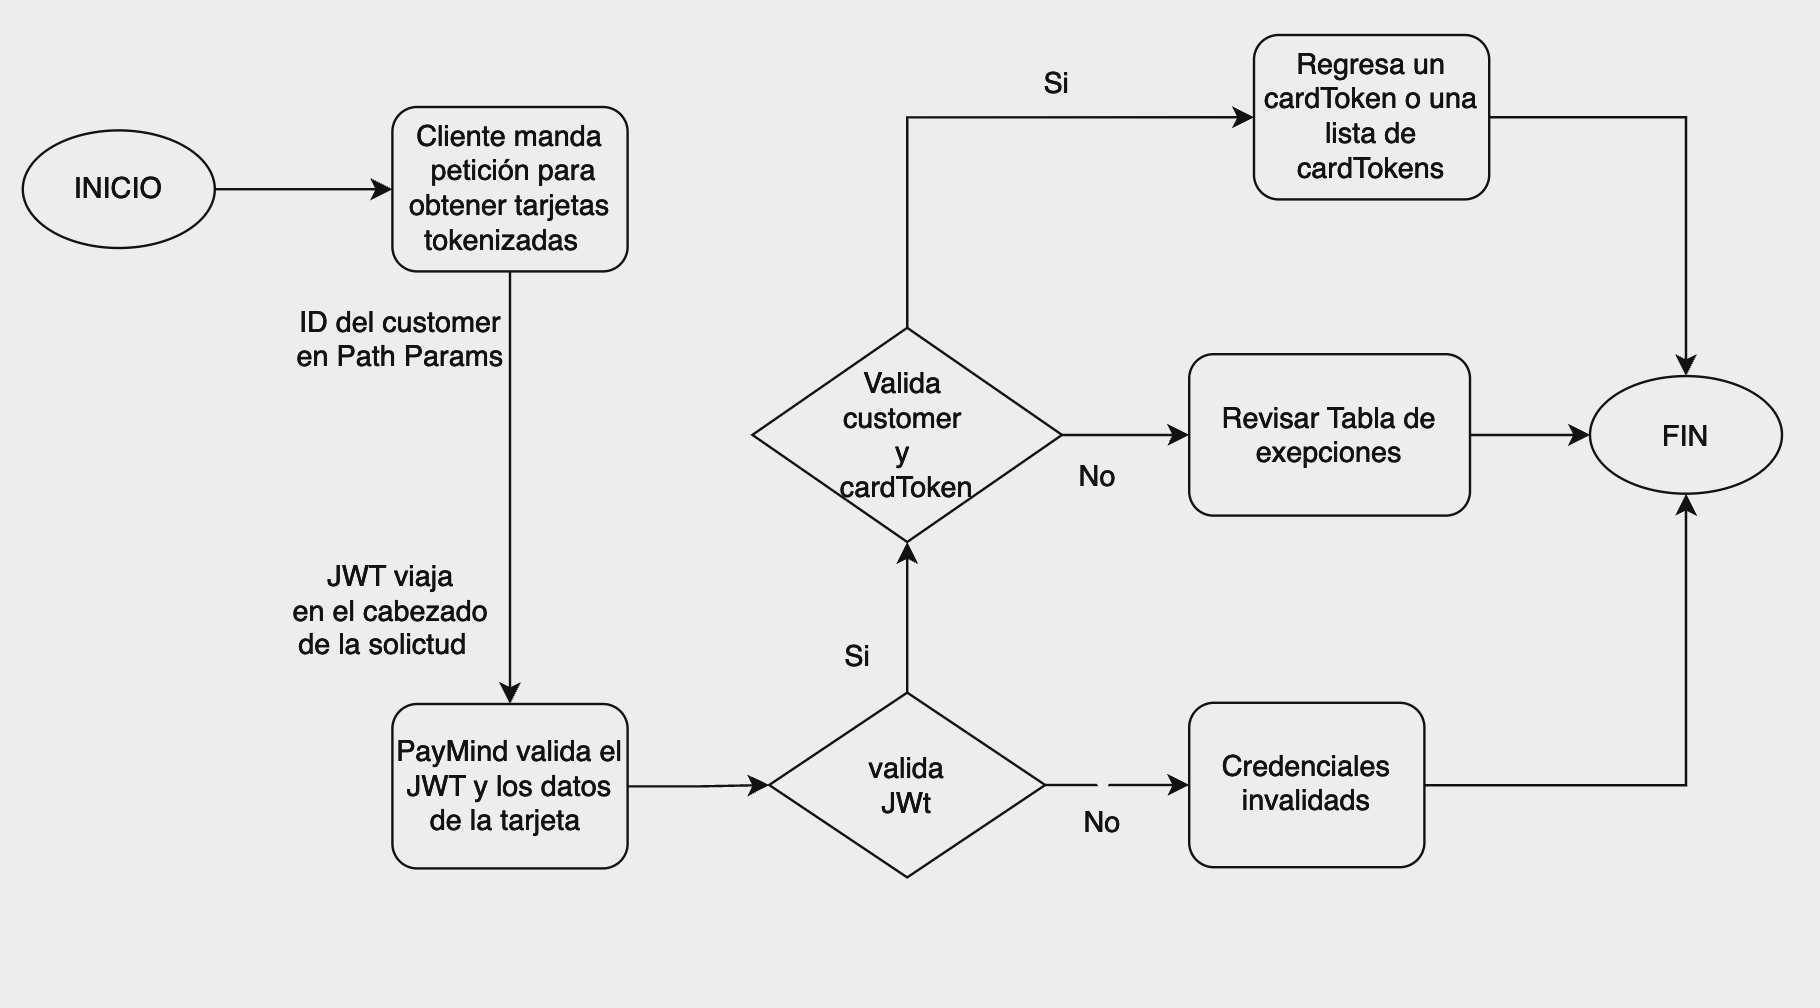 INICIO
Cliente manda
petición para
obtener tarjetas
tokenizadas
ID del customer
en Path Params
JWT viaja
en el cabezado
de la solictud
PayMind valida el
JWT y los datos
de la tarjeta
valida
JWt
Si
No
Credenciales
invalidads
Valida
customer
y
cardToken
Si
No
Regresa un
cardToken o una
lista de
cardTokens
Revisar Tabla de
exepciones
FIN